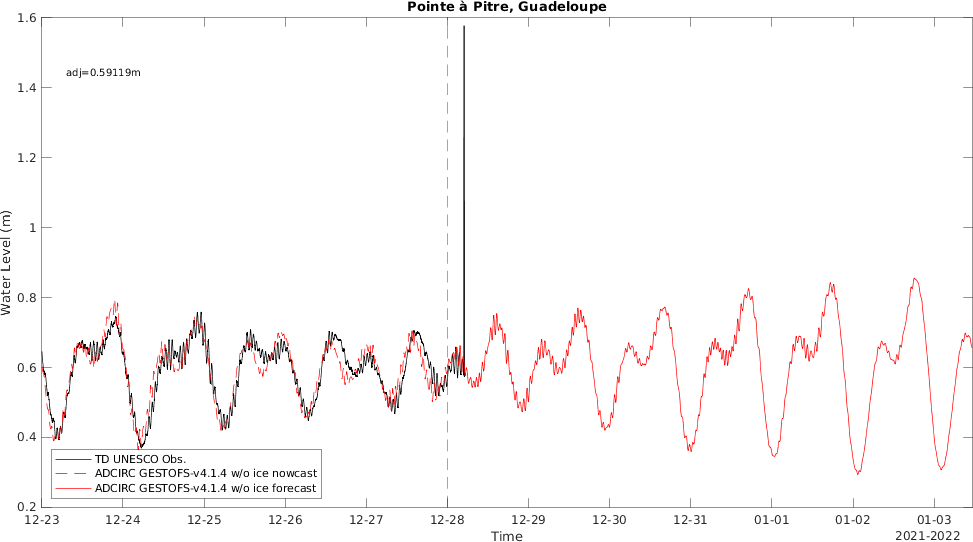 Pointe à Pitre, Guadeloupe
1.6
adj=0.59119m
1.4
1.2
1
0.8
0.6
0.4
0.2
Water Level (m)
TD UNESCO Obs.
ADCIRC GESTOFS-v4.1.4 w/o ice nowcast
ADCIRC GESTOFS-v4.1.4 w/o ice forecast
12-23 12-24 12-25 12-26 12-27 12-28 12-29 12-30 12-31 01-01 01-02 01-03
Time
2021-2022